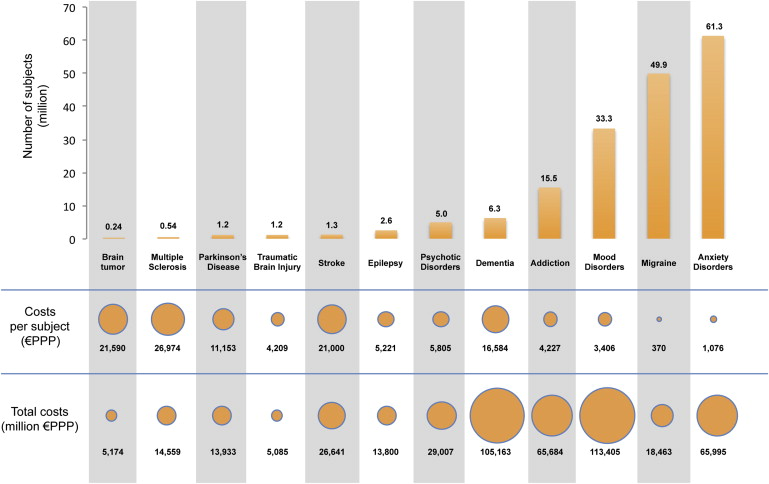 70
60
50
40
30
20
10
0
Number of subjects
(million)
0.24
0.54
1.2
1.2
1.3
2.6
5.0
6.3
15.5
33.3
49.9
61.3
Brain
tumor
Multiple
Sclerosis
Parkinson's
Disease
Traumatic
Brain Injury
Stroke
Epilepsy
Psychotic
Disorders
Dementia
Addiction
Mood
Disorders
Migraine
Anxiety
Disorders
Costs
per subject
(€PPP)
21,590 26,974 11,153 4,209 21,000 5,221 5,805 16,584 4,227 3,406 370 1,076
Total costs
(million €PPP)
5,174 14,559 13,933 5,085 26,641 13,800 29,007 105,163 65,684 113,405 18,463 65,995